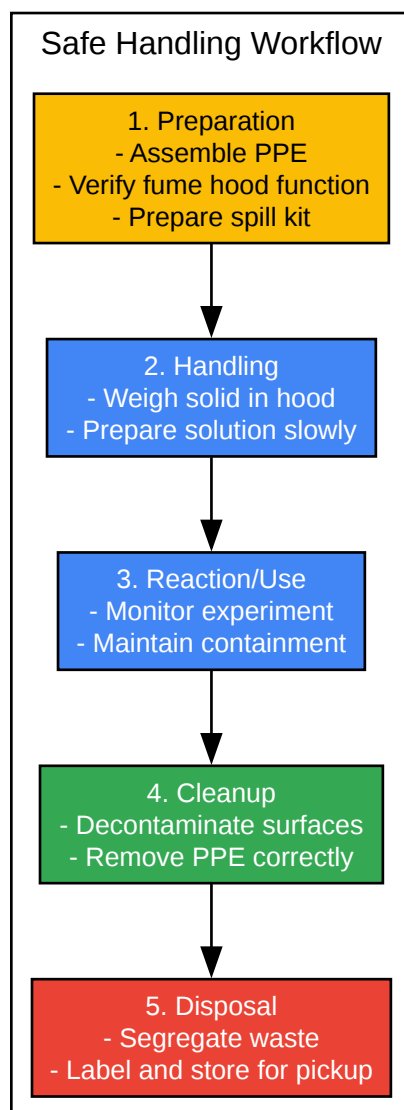 Safe Handling Workflow
1. Preparation
- Assemble PPE
- Verify fume hood function
- Prepare spill kit
2. Handling
- Weigh solid in hood
- Prepare solution slowly
3. Reaction/Use
- Monitor experiment
- Maintain containment
4. Cleanup
- Decontaminate surfaces
- Remove PPE correctly
5. Disposal
- Segregate waste
- Label and store for pickup